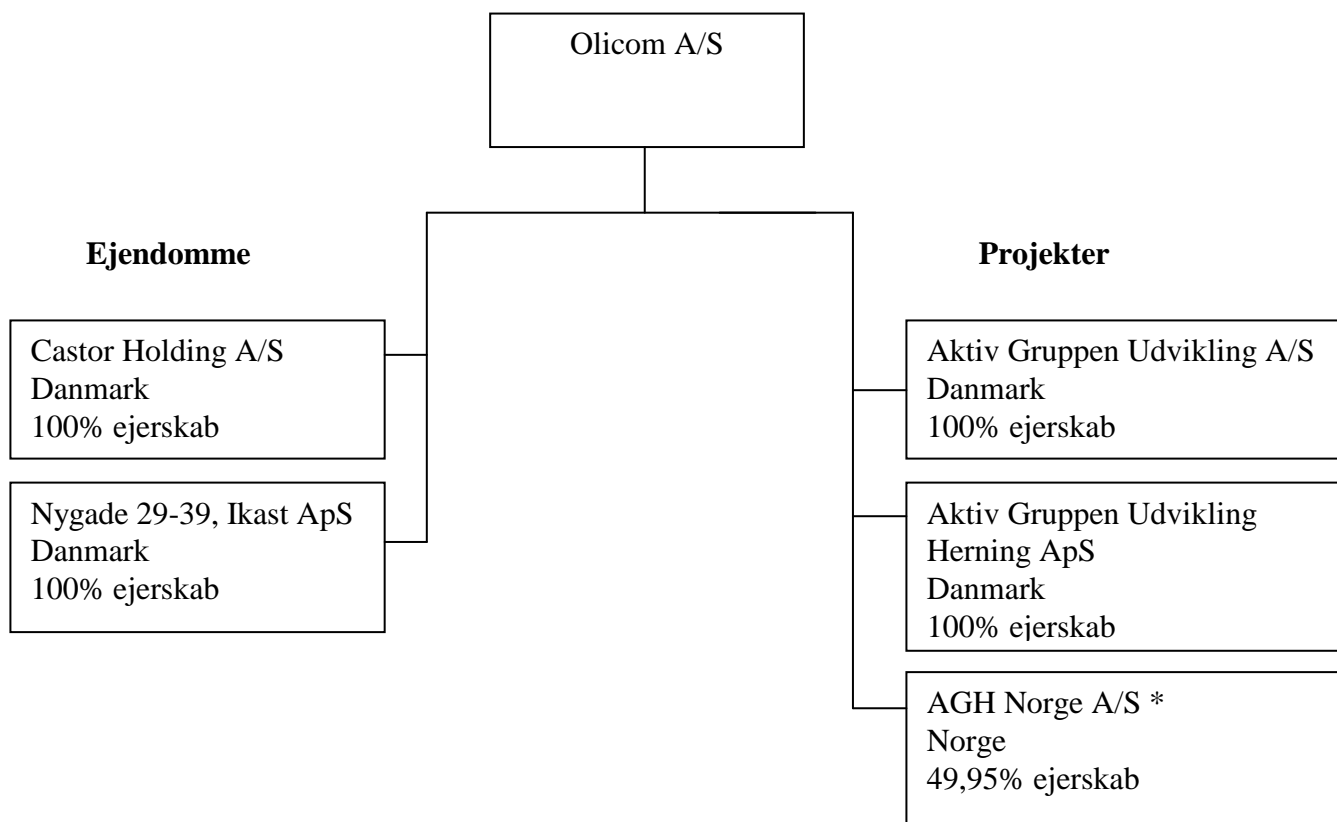 Olicom A/S
Ejendomme
Castor Holding A/S
Danmark
100% ejerskab
Nygade 29-39, Ikast ApS
Danmark
100% ejerskab
Projekter
Aktiv Gruppen Udvikling A/S
Danmark
100% ejerskab
Aktiv Gruppen Udvikling
Herning ApS
Danmark
100% ejerskab
AGH Norge A/S *
Norge
49,95% ejerskab